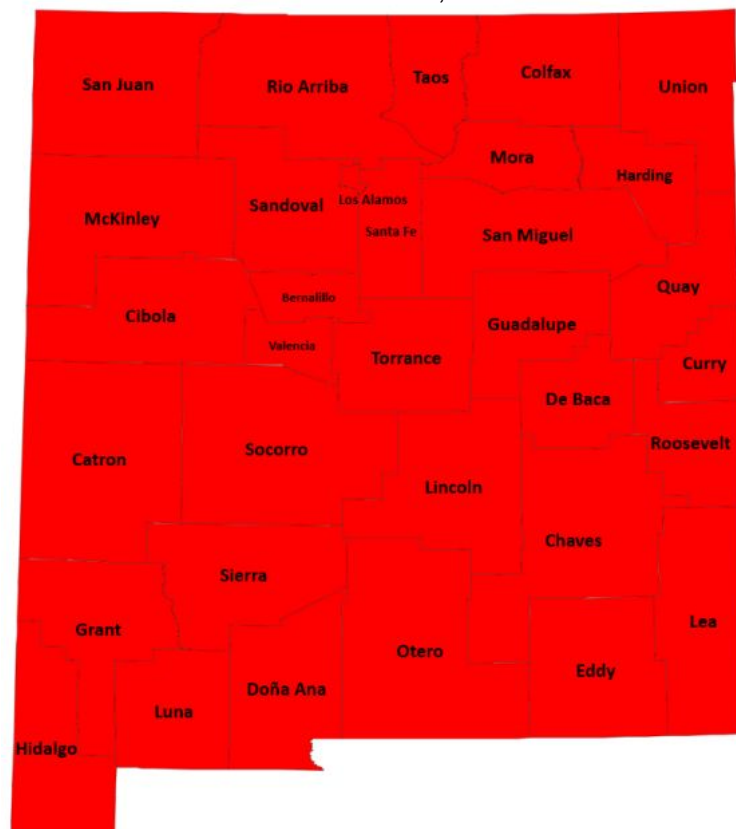 San Juan
Rio Arriba
Taos
Colfax
Union
Mora
Harding
McKinley
Sandoval
Los Alamos
Santa Fe
San Miguel
Bernalillo
Cibola
Quay
Guadalupe
Valencia
Torrance
Curry
De Baca
Catron
Socorro
Roosevelt
Lincoln
Chaves
Sierra
Grant
Lea
Otero
Eddy
Doña Ana
Luna
Hidalgo